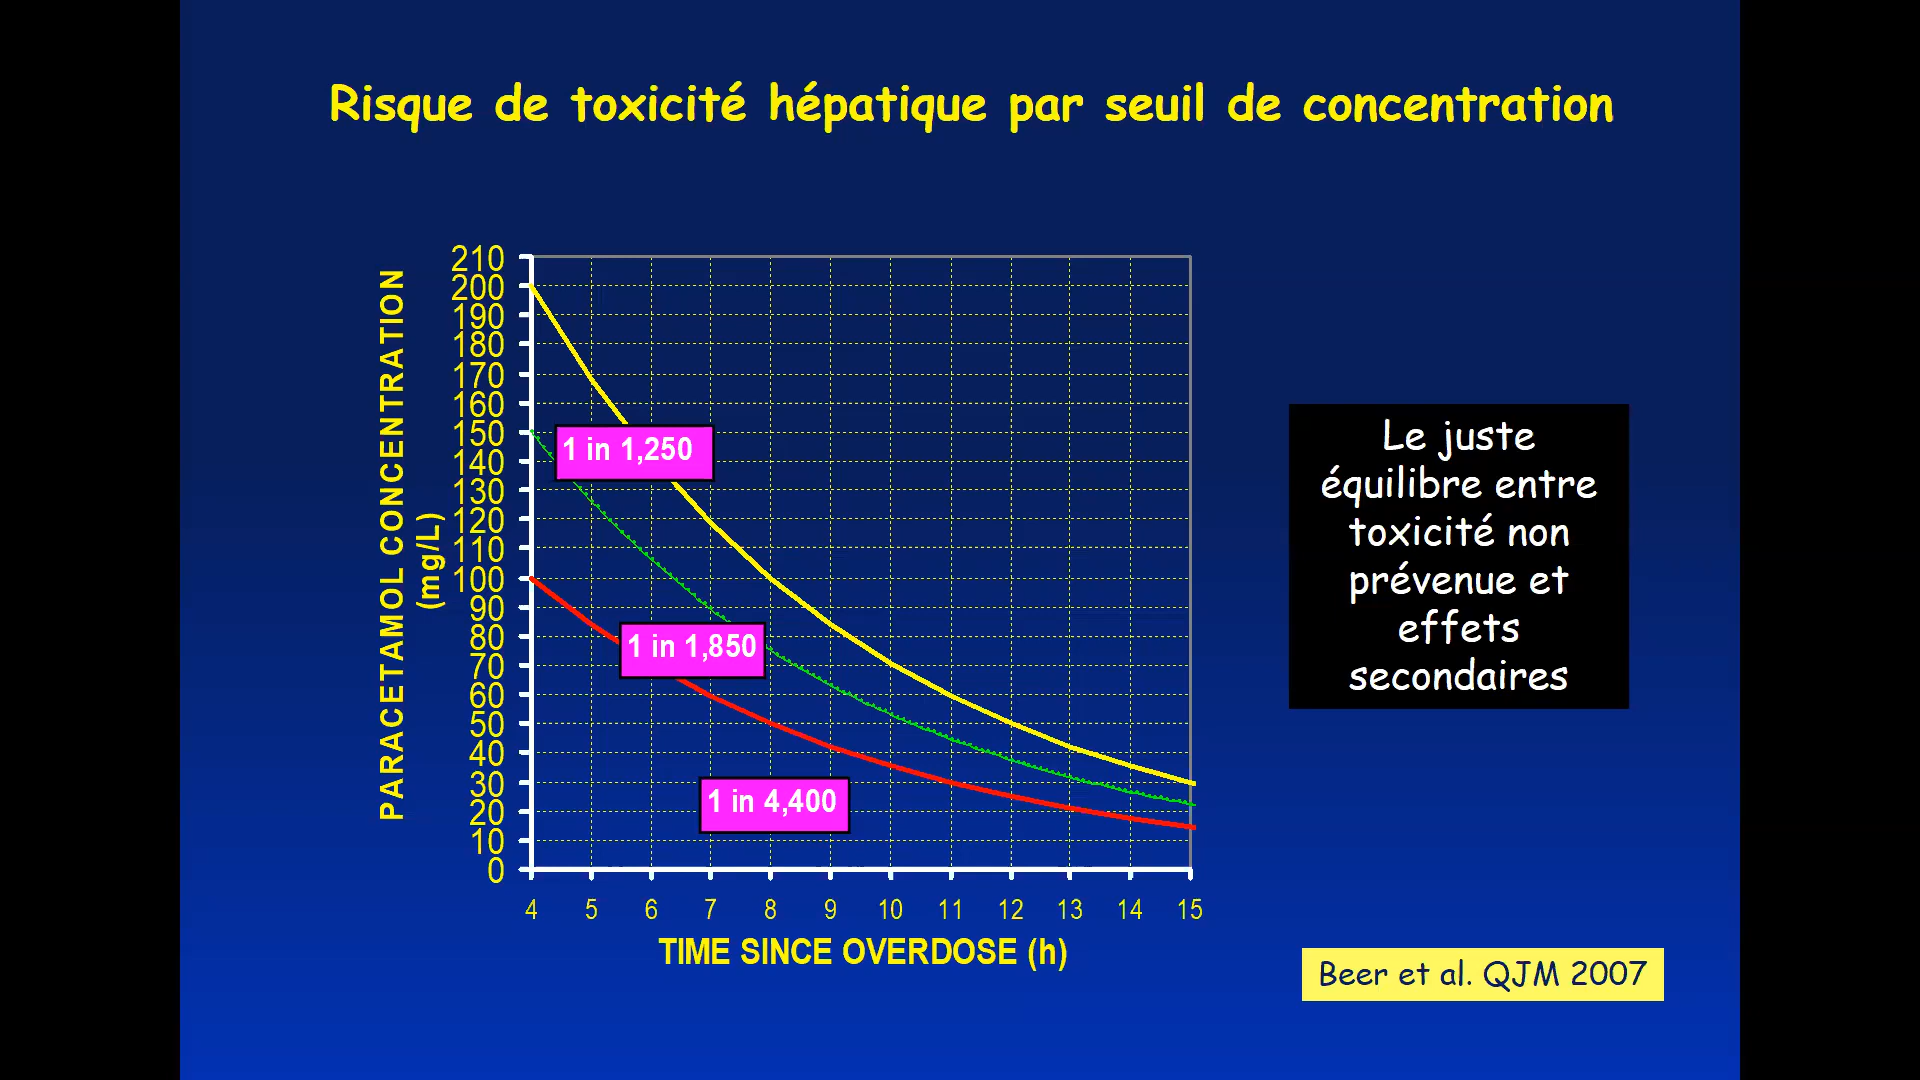 Risque de toxicité hépatique par seuil de concentration
PARACETAMOL CONCENTRATION
(mg/L)
210
200
190
180
170
160
150
140
130
120
110
100
90
80
70
60
50
40
30
20
10
0
1 in 1,250
1 in 1,850
1 in 4,400
4 5 6 7 8 9 10 11 12 13 14 15
TIME SINCE OVERDOSE (h)
Le juste
équilibre entre
toxicité non
prévenue et
effets
secondaires
Beer et al. QJM 2007